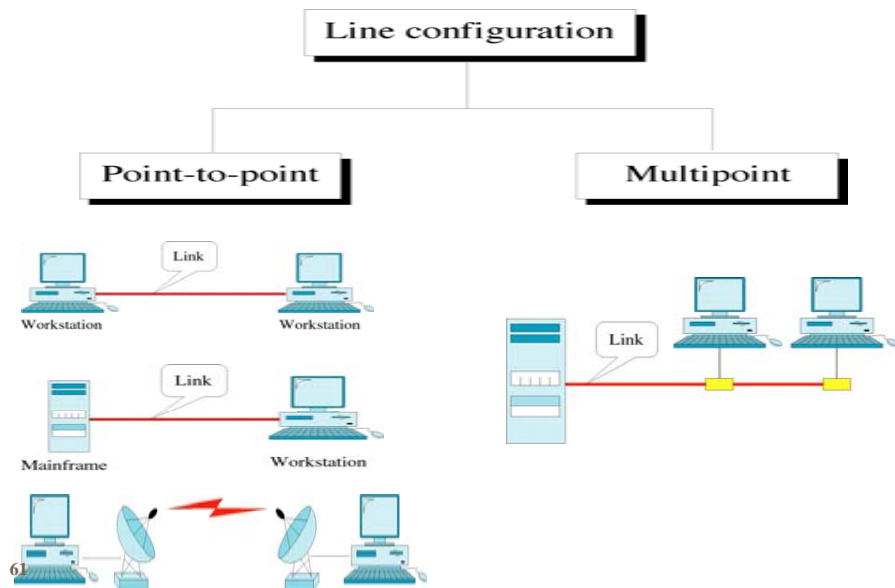 Line configuration
Point-to-point
Multipoint
Link
Workstation
Workstation
Link
Mainframe
Workstation
Link
61